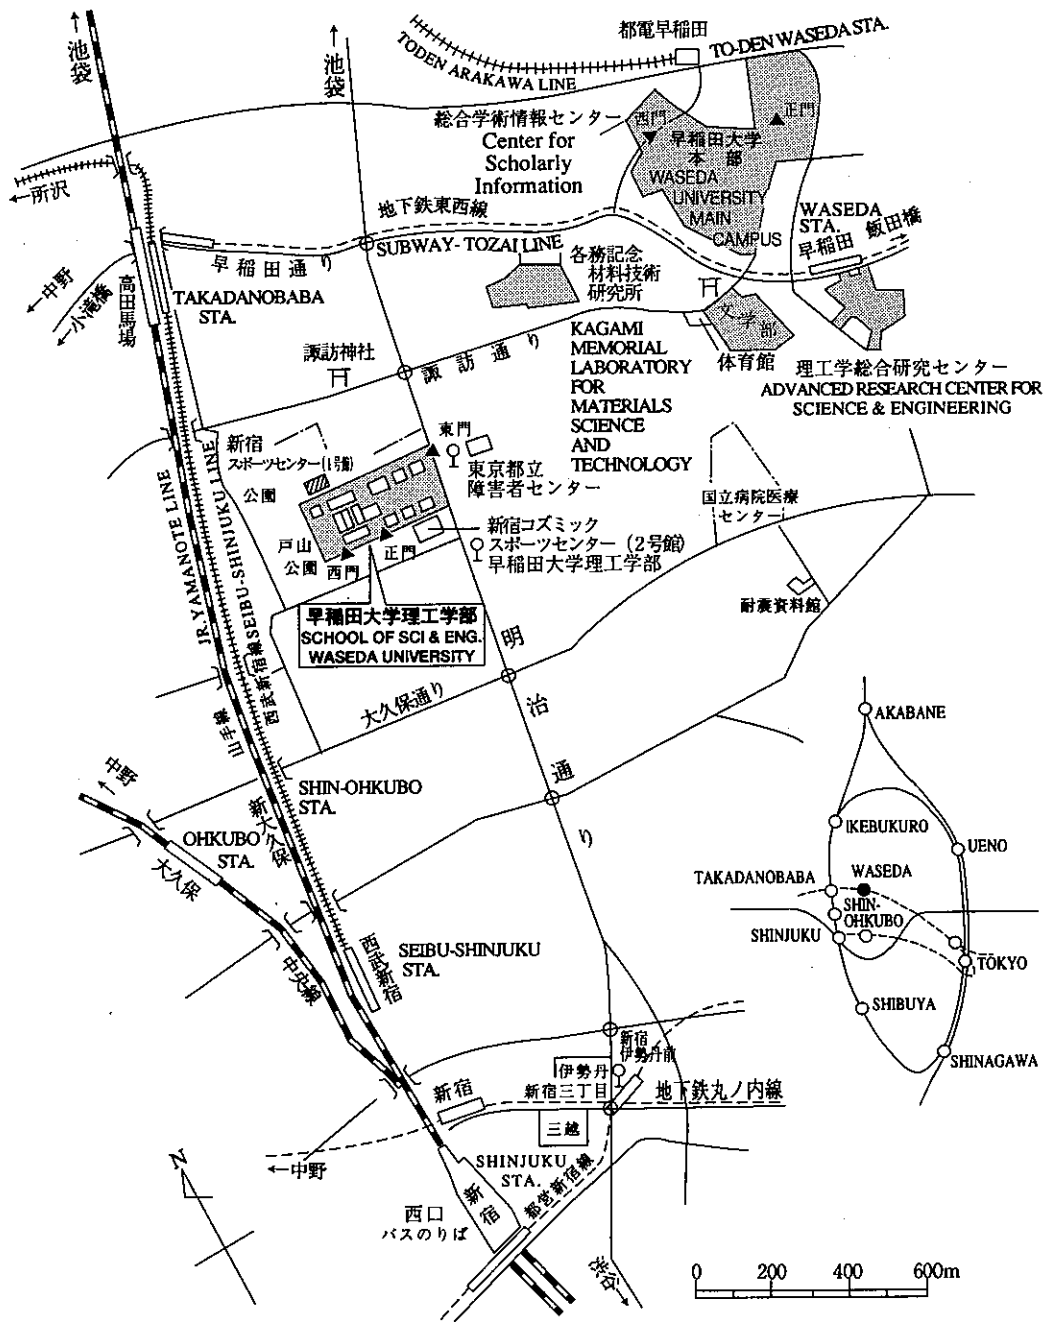 ←池袋
←池袋
都電早稲田
TO-DEN WASEDA STA.
TODEN ARAKAWA LINE
総合学術情報センター
Center for
Scholarly
Information
西門
正門
早稲田大学
本部
WASEDA
UNIVERSITY
MAIN
CAMPUS
←所沢
地下鉄東西線
SUBWAY-TOZAI LINE
早稲田通り
WASEDA
STA.
早稲田
飯田橋
←中野
←小滝橋
高田馬場
TAKADANOBABA
STA.
各務記念
材料技術
研究所
KAGAMI
MEMORIAL
LABORATORY
FOR
MATERIALS
SCIENCE
AND
TECHNOLOGY
文学部
体育館
理工学総合研究センター
ADVANCED RESEARCH CENTER FOR
SCIENCE & ENGINEERING
諏訪神社
諏訪通り
新宿
スポーツセンター(1号館)
公園
東門
東京都立
障害者センター
国立病院医療
センター
戸山
公園
西門
正門
新宿コズミック
スポーツセンター(2号館)
早稲田大学理工学部
早稲田大学理工学部
SCHOOL OF SCI & ENG.
WASEDA UNIVERSITY
耐震資料館
JR. YAMANOTE LINE
山手線
西武新宿線SEIBU-SHINJUKU LINE
大久保通り
明治通り
←中野
SHIN-OHKUBO
STA.
新大久保
OHKUBO
STA.
大久保
中央線
SEIBU-SHINJUKU
STA.
西武新宿
新宿
伊勢丹前
伊勢丹
新宿三丁目
地下鉄丸ノ内線
新宿
三越
←中野
SHINJUKU
STA.
新宿
都営新宿線
西口
バスのりば
渋谷→
N
AKABANE
IKEBUKURO
UENO
TAKADANOBABA
WASEDA
SHIN-
OHKUBO
SHINJUKU
TŌKYO
SHIBUYA
SHINAGAWA
0 200 400 600m